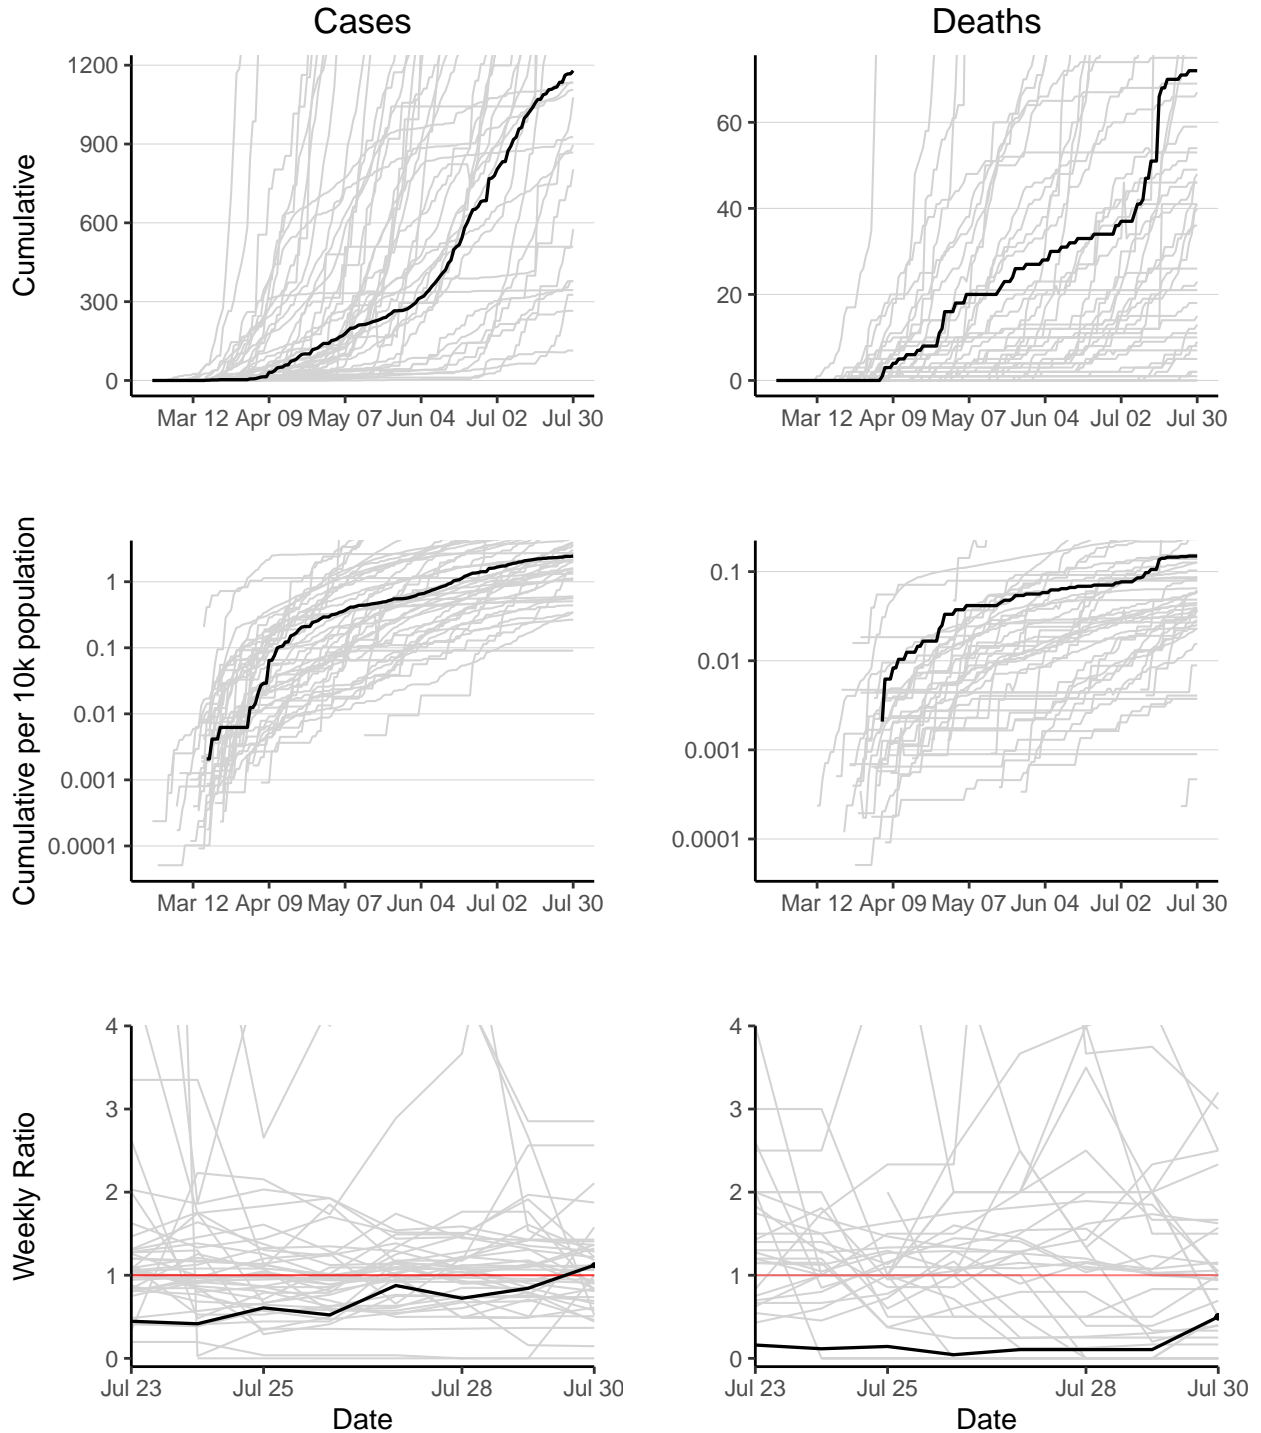 Cases
Deaths
Cumulative
1200
900
600
300
0
Mar 12 Apr 09 May 07 Jun 04 Jul 02 Jul 30
60
40
20
0
Mar 12 Apr 09 May 07 Jun 04 Jul 02 Jul 30
Cumulative per 10k population
1
0.1
0.01
0.001
0.0001
Mar 12 Apr 09 May 07 Jun 04 Jul 02 Jul 30
0.1
0.01
0.001
0.0001
Mar 12 Apr 09 May 07 Jun 04 Jul 02 Jul 30
Weekly Ratio
4
3
2
1
0
Jul 23 Jul 25 Jul 28 Jul 30
Date
4
3
2
1
0
Jul 23 Jul 25 Jul 28 Jul 30
Date